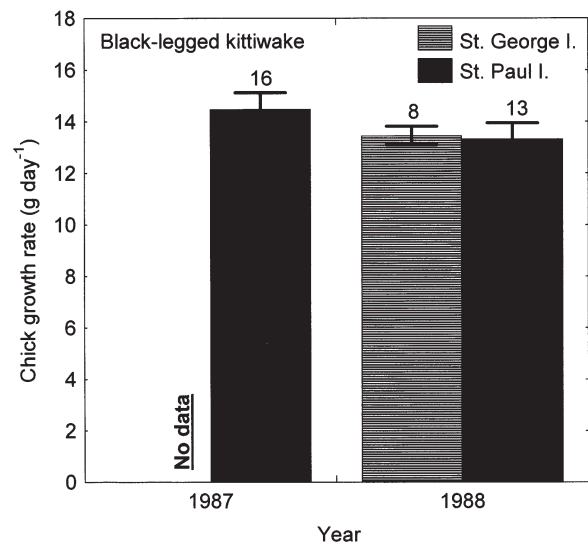 Black-legged kittiwake
St. George I.
St. Paul I.
Chick growth rate (g day⁻¹)
18
16
14
12
10
8
6
4
2
0
16
8
13
No data
1987
1988
Year